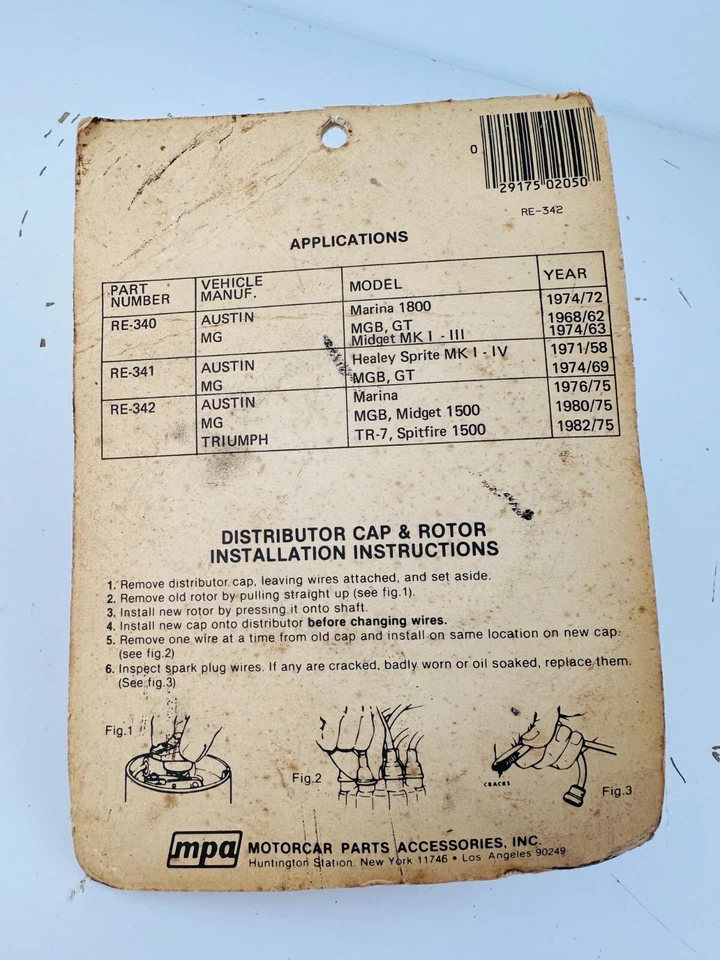 0
29175 02050
RE-342
APPLICATIONS
PART NUMBER VEHICLE MANUF. MODEL YEAR
RE-340 AUSTIN Marina 1800 1974/72
MG MGB, GT 1968/62
Midget MK I - III 1974/63
RE-341 AUSTIN Healey Sprite MK I - IV 1971/58
MG MGB, GT 1974/69
RE-342 AUSTIN Marina 1976/75
MG MGB, Midget 1500 1980/75
TRIUMPH TR-7, Spitfire 1500 1982/75
DISTRIBUTOR CAP & ROTOR
INSTALLATION INSTRUCTIONS
1. Remove distributor cap, leaving wires attached, and set aside.
2. Remove old rotor by pulling straight up (see fig.1).
3. Install new rotor by pressing it onto shaft.
4. Install new cap onto distributor before changing wires.
5. Remove one wire at a time from old cap and install on same location on new cap.
(see fig.2)
6. Inspect spark plug wires. If any are cracked, badly worn or oil soaked, replace them.
(See fig.3)
Fig.1
Fig.2
CRACKS
Fig.3
mpa MOTORCAR PARTS ACCESSORIES, INC.
Huntington Station, New York 11746 • Los Angeles 90249